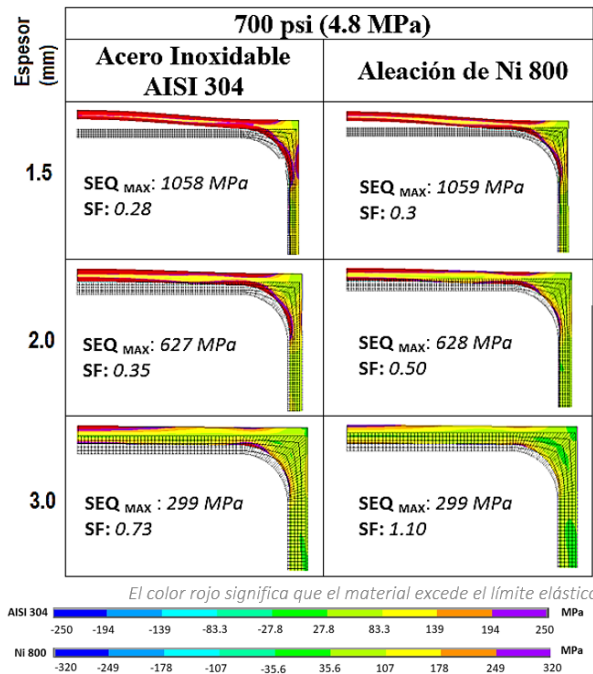 700 psi (4.8 MPa)
Espesor
(mm)
Acero Inoxidable
AISI 304
Aleación de Ni 800
1.5
SEQ MAX: 1058 MPa
SF: 0.28
SEQ MAX: 1059 MPa
SF: 0.3
2.0
SEQ MAX: 627 MPa
SF: 0.35
SEQ MAX: 628 MPa
SF: 0.50
3.0
SEQ MAX : 299 MPa
SF: 0.73
SEQ MAX: 299 MPa
SF: 1.10
El color rojo significa que el material excede el límite elástico
AISI 304
MPa
-250 -194 -139 -83.3 -27.8 27.8 83.3 139 194 250
Ni 800
MPa
-320 -249 -178 -107 -35.6 35.6 107 178 249 320